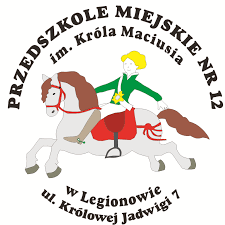 PRZEDSZKOLE MIEJSKIE NR 12
im. Króla Maciusia
w Legionowie
ul. Królowej Jadwigi 7